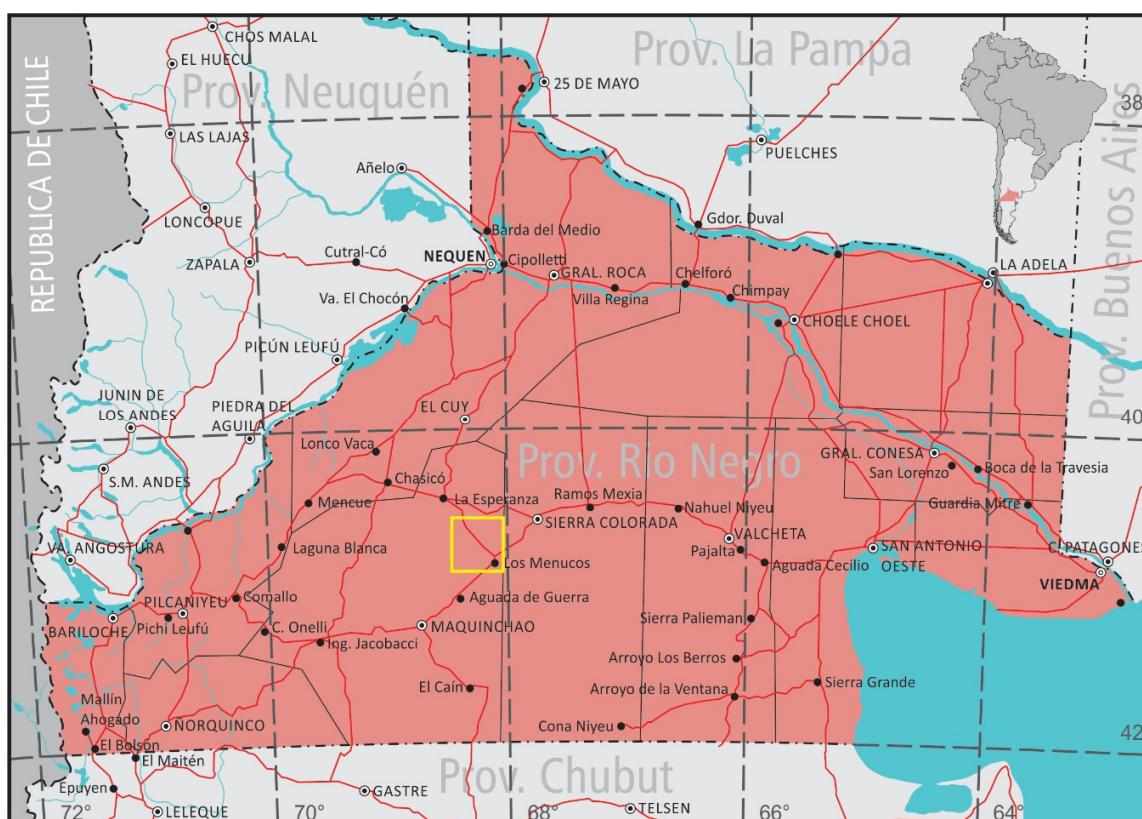 CHOS MALAL
EL HUECU
Prov. La Pampa
25 DE MAYO
Prov. Neuquén
38
REPUBLICA DE CHILE
LAS LAJAS
PUELCHES
Prov. Buenos Aires
Añelo
LONCOPUE
Gdor. Duval
Barda del Medio
ZAPALA
Cutral-Có
NEQUEN
Cipolletti
GRAL. ROCA
Chelforó
LA ADELA
Villa Regina
Chimpay
Va. El Chocón
CHOELE CHOEL
PICÚN LEUFÚ
JUNIN DE
LOS ANDES
PIEDRA DEL
AGUILA
EL CUY
40
Lonco Vaca
Prov. Río Negro
GRAL. CONESA
San Lorenzo
Boca de la Travesia
S.M. ANDES
Chasicó
Mencue
La Esperanza
Ramos Mexia
Nahuel Niyeu
Guardia Mitre
SIERRA COLORADA
VALCHETA
VA. ANGOSTURA
Laguna Blanca
Pajalta
SAN ANTONIO
OESTE
C. PATAGONES
Los Menucos
Aguada Cecilio
VIEDMA
PILCANIYEU
Comallo
Aguada de Guerra
BARILOCHE
Pichi Leufú
C. Onelli
MAQUINCHAO
Sierra Palieman
Ing. Jacobacci
Arroyo Los Berros
El Caín
Arroyo de la Ventana
Sierra Grande
Mallín
Ahogado
NORQUINCO
Cona Niyeu
El Bolsón
42
El Maitén
Prov. Chubut
Epuyen
GASTRE
LELEQUE
TELSEN
72°
70°
68°
66°
64°